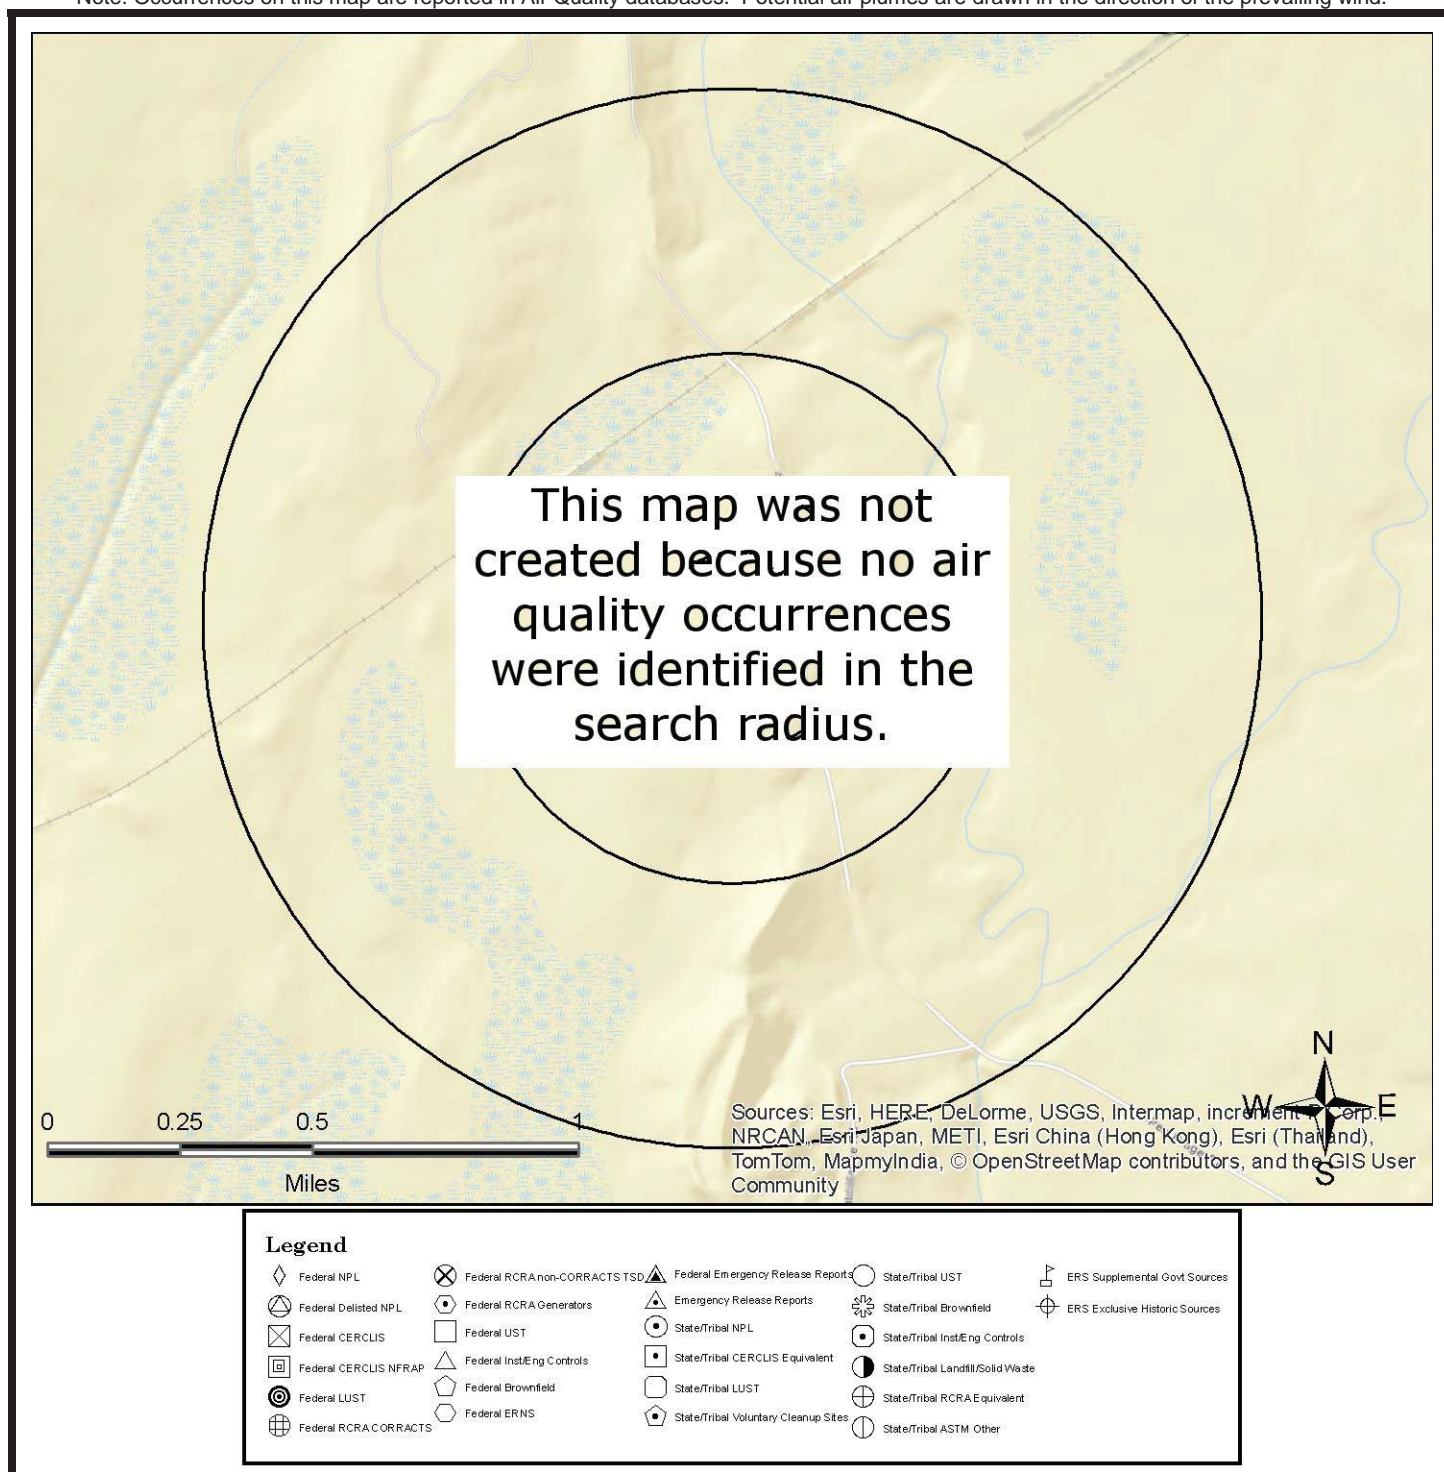 Note: Occurrences on this map are reported in Air Quality databases. Potential air plumes are drawn in the direction of the prevailing wind.
This map was not
created because no air
quality occurrences
were identified in the
search radius.
N
W E
S
0 0.25 0.5 1
Miles
Sources: Esri, HERE, DeLorme, USGS, Intermap, increment P Corp.,
NRCAN, Esri Japan, METI, Esri China (Hong Kong), Esri (Thailand),
TomTom, MapmyIndia, © OpenStreetMap contributors, and the GIS User
Community
Legend
Federal NPL
Federal Delisted NPL
Federal CERCLIS
Federal CERCLIS NFRAP
Federal LUST
Federal RCRA CORRACTS
Federal RCRA non-CORRACTS TSD
Federal RCRA Generators
Federal UST
Federal Inst/Eng Controls
Federal Brownfield
Federal ERNS
Federal Emergency Release Reports
Emergency Release Reports
State/Tribal NPL
State/Tribal CERCLIS Equivalent
State/Tribal LUST
State/Tribal Voluntary Cleanup Sites
State/Tribal UST
State/Tribal Brownfield
State/Tribal Inst/Eng Controls
State/Tribal Landfill/Solid Waste
State/Tribal RCRA Equivalent
State/Tribal ASTM Other
ERS Supplemental Govt Sources
ERS Exclusive Historic Sources